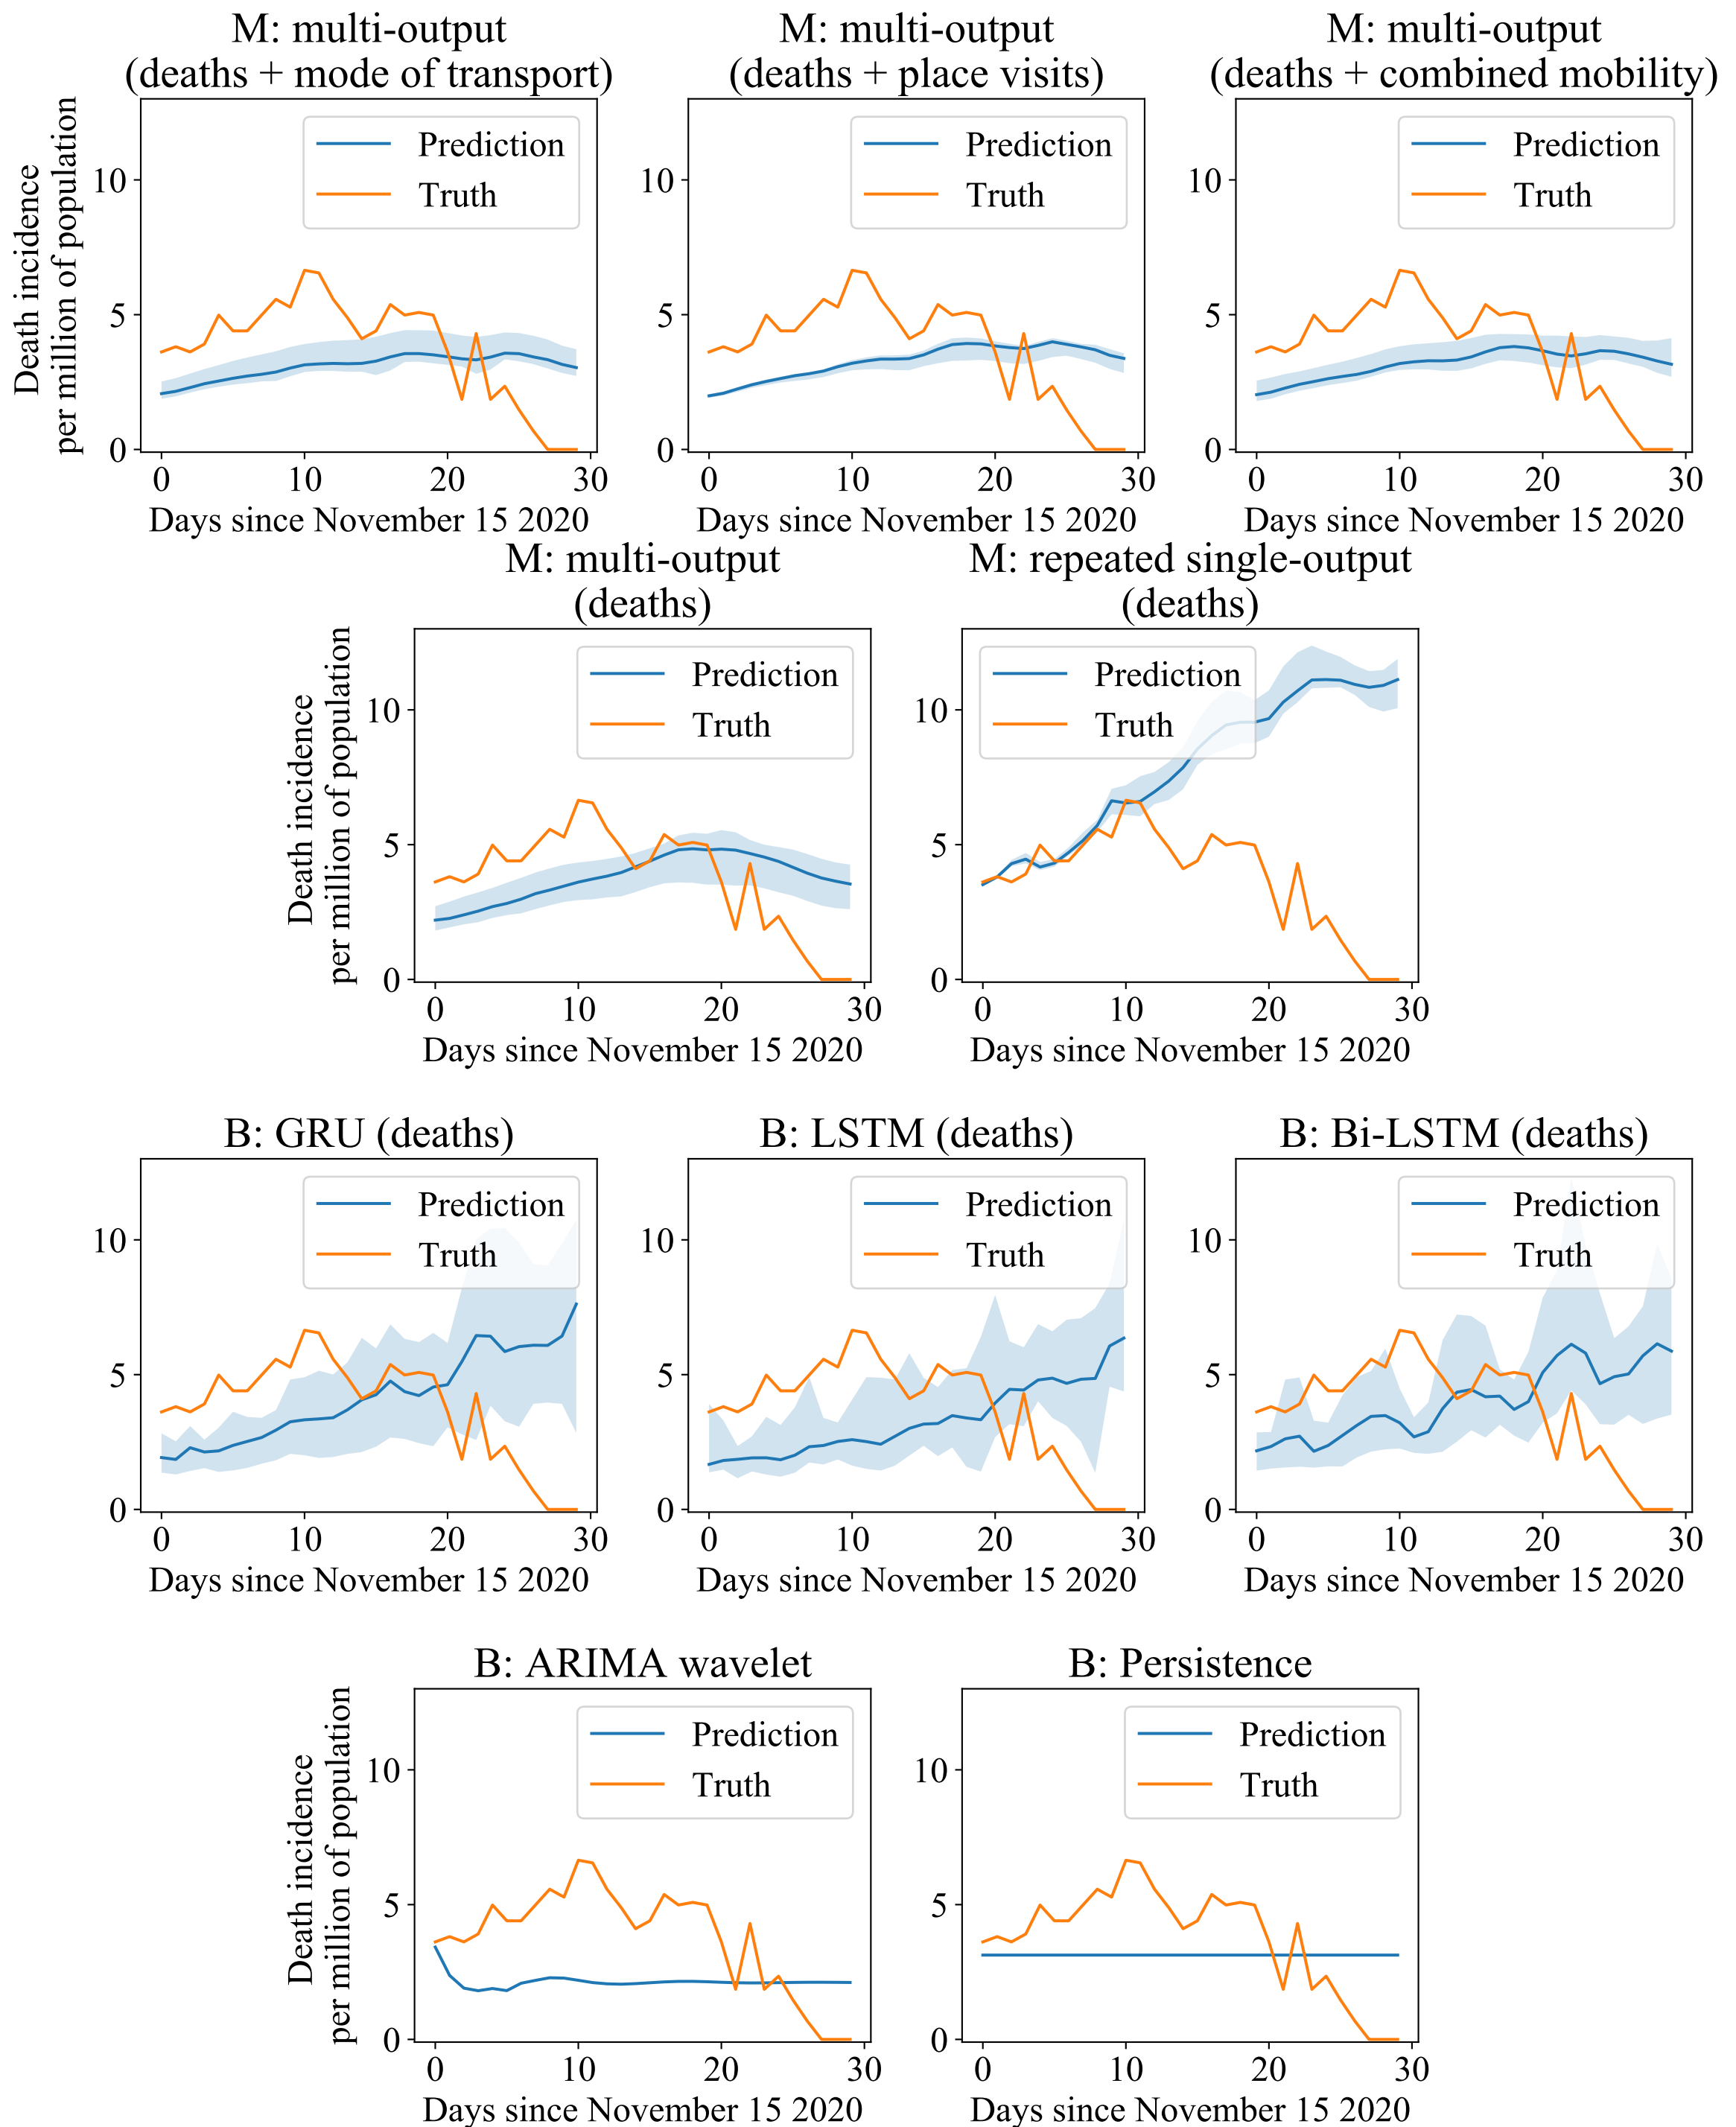 M: multi-output
(deaths + mode of transport)
M: multi-output
(deaths + place visits)
M: multi-output
(deaths + combined mobility)
Death incidence
per million of population
10
5
0
Prediction
Truth
0 10 20 30
Days since November 15 2020
10
5
0
Prediction
Truth
0 10 20 30
Days since November 15 2020
10
5
0
Prediction
Truth
0 10 20 30
Days since November 15 2020
M: multi-output
(deaths)
M: repeated single-output
(deaths)
Death incidence
per million of population
10
5
0
Prediction
Truth
0 10 20 30
Days since November 15 2020
10
5
0
Prediction
Truth
0 10 20 30
Days since November 15 2020
B: GRU (deaths)
B: LSTM (deaths)
B: Bi-LSTM (deaths)
10
5
0
Prediction
Truth
0 10 20 30
Days since November 15 2020
10
5
0
Prediction
Truth
0 10 20 30
Days since November 15 2020
10
5
0
Prediction
Truth
0 10 20 30
Days since November 15 2020
B: ARIMA wavelet
B: Persistence
Death incidence
per million of population
10
5
0
Prediction
Truth
0 10 20 30
Days since November 15 2020
10
5
0
Prediction
Truth
0 10 20 30
Days since November 15 2020